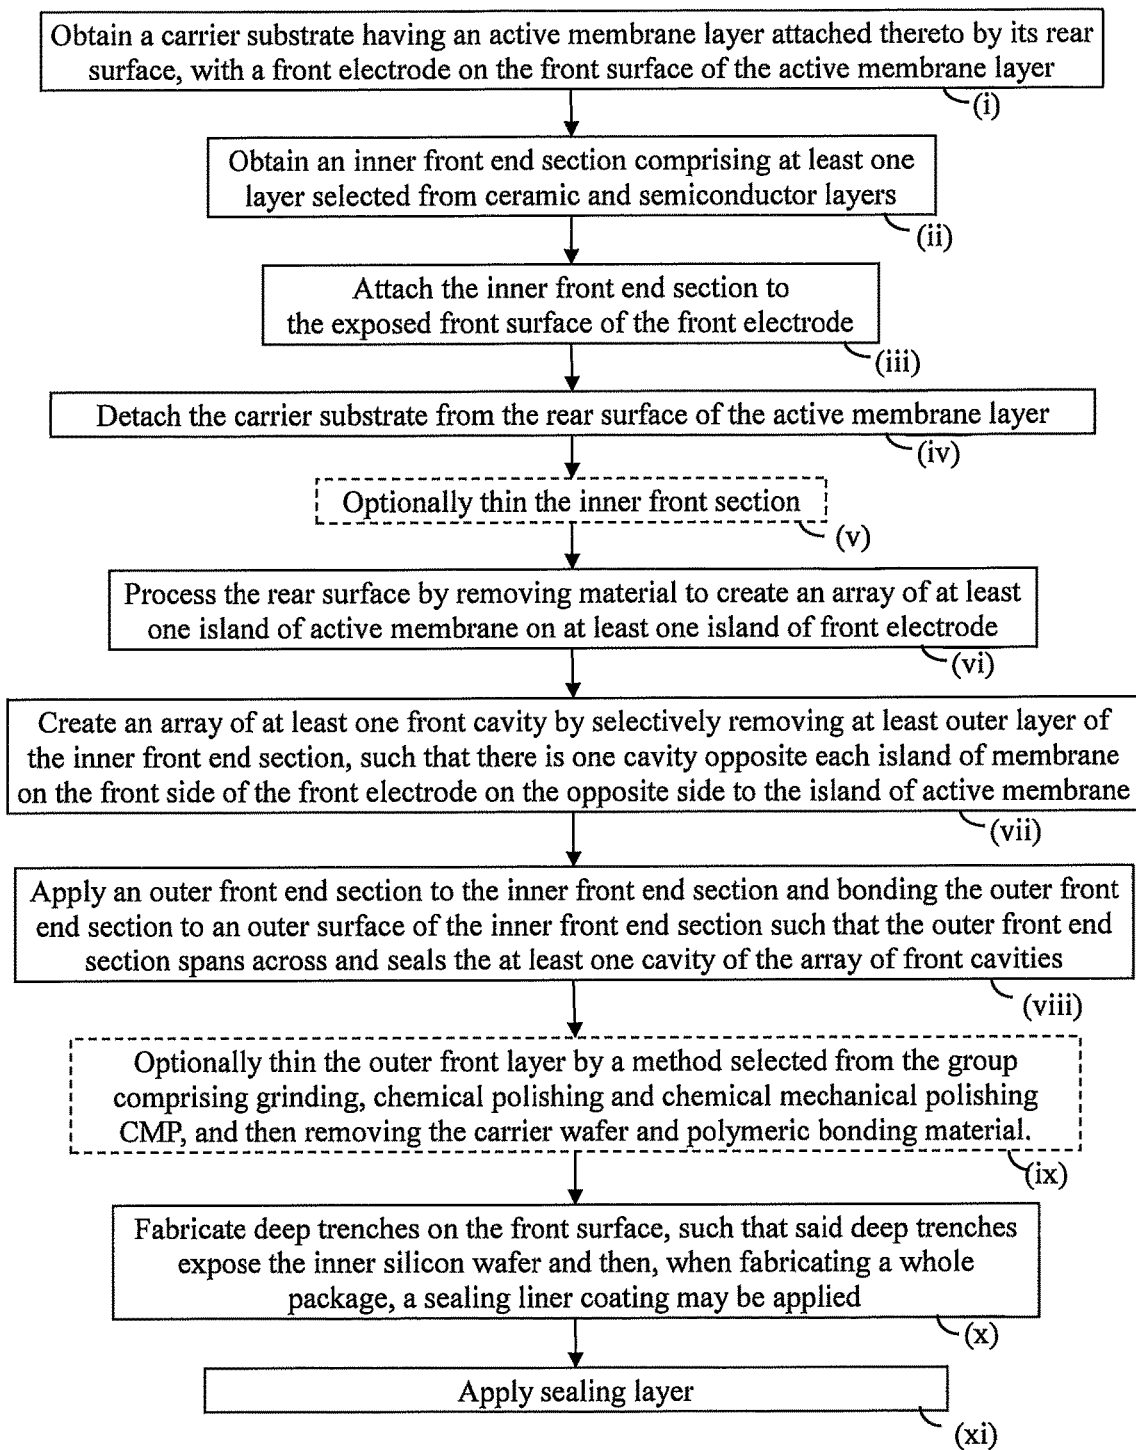 Obtain a carrier substrate having an active membrane layer attached thereto by its rear
surface, with a front electrode on the front surface of the active membrane layer
(i)
Obtain an inner front end section comprising at least one
layer selected from ceramic and semiconductor layers
(ii)
Attach the inner front end section to
the exposed front surface of the front electrode
(iii)
Detach the carrier substrate from the rear surface of the active membrane layer
(iv)
Optionally thin the inner front section
(v)
Process the rear surface by removing material to create an array of at least
one island of active membrane on at least one island of front electrode
(vi)
Create an array of at least one front cavity by selectively removing at least outer layer of
the inner front end section, such that there is one cavity opposite each island of membrane
on the front side of the front electrode on the opposite side to the island of active membrane
(vii)
Apply an outer front end section to the inner front end section and bonding the outer front
end section to an outer surface of the inner front end section such that the outer front end
section spans across and seals the at least one cavity of the array of front cavities
(viii)
Optionally thin the outer front layer by a method selected from the group
comprising grinding, chemical polishing and chemical mechanical polishing
CMP, and then removing the carrier wafer and polymeric bonding material.
(ix)
Fabricate deep trenches on the front surface, such that said deep trenches
expose the inner silicon wafer and then, when fabricating a whole
package, a sealing liner coating may be applied
(x)
Apply sealing layer
(xi)